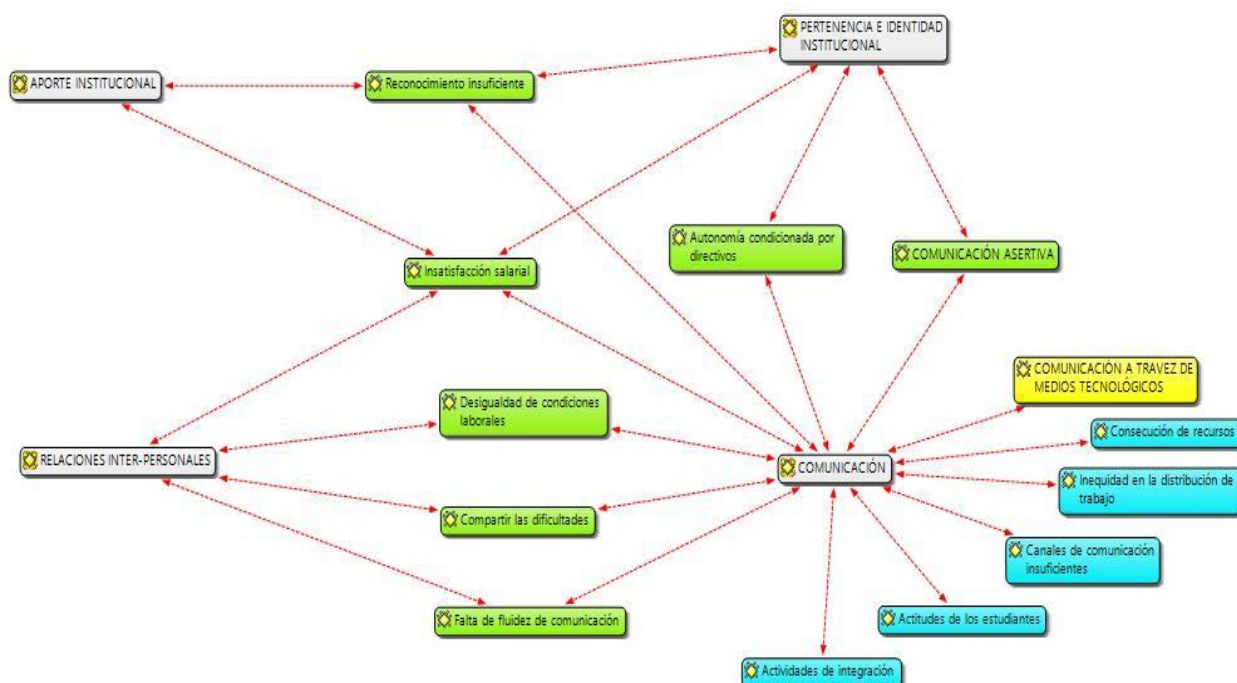 PERTENENCIA E IDENTIDAD
INSTITUCIONAL
APORTE INSTITUCIONAL
Reconocimiento insuficiente
Autonomía condicionada por
directivos
COMUNICACIÓN ASERTIVA
Insatisfacción salarial
COMUNICACIÓN A TRAVEZ DE
MEDIOS TECNOLÓGICOS
Desigualdad de condiciones
laborales
Consecución de recursos
RELACIONES INTER-PERSONALES
COMUNICACIÓN
Inequidad en la distribución de
trabajo
Compartir las dificultades
Canales de comunicación
insuficientes
Falta de fluidez de comunicación
Actitudes de los estudiantes
Actividades de integración